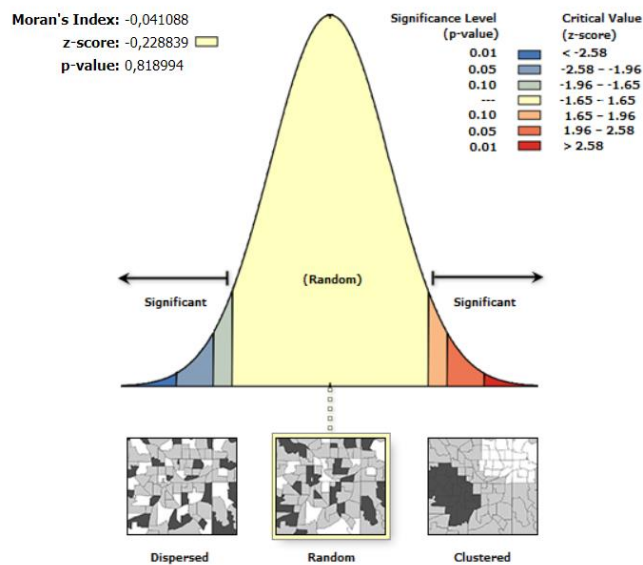 Moran's Index: -0,041088
z-score: -0,228839
p-value: 0,818994
Significance Level
(p-value)
Critical Value
(z-score)
0.01 < -2.58
0.05 -2.58 – -1.96
0.10 -1.96 – -1.65
--- -1.65 – 1.65
0.10 1.65 – 1.96
0.05 1.96 – 2.58
0.01 > 2.58
(Random)
Significant
Significant
Dispersed
Random
Clustered